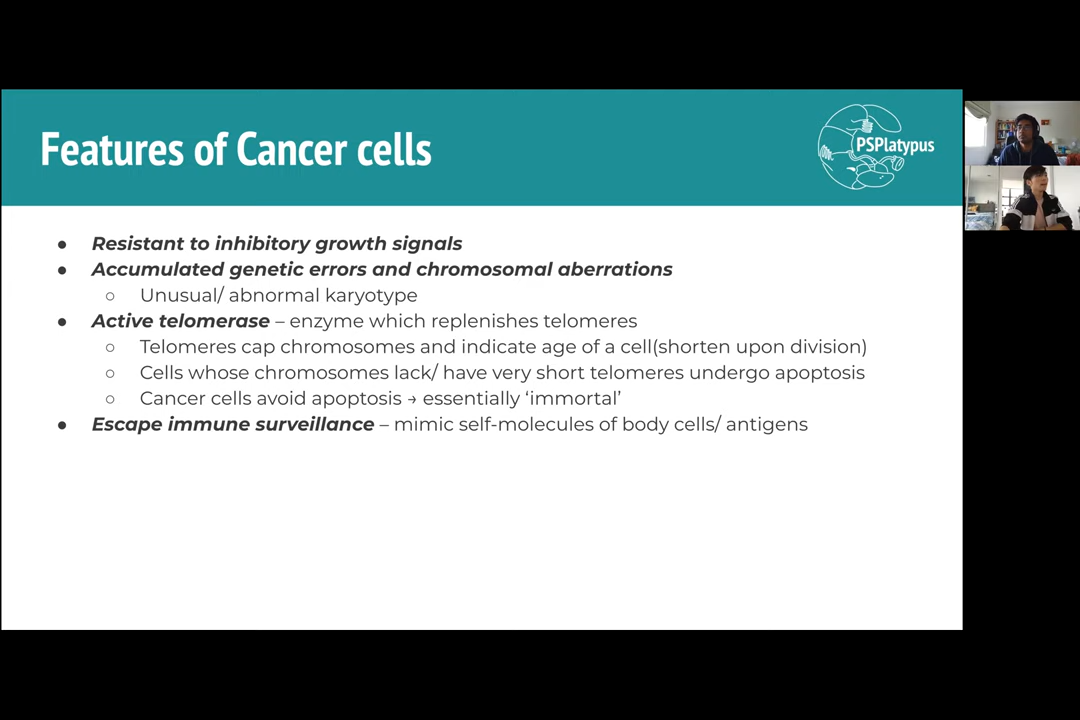 Features of Cancer cells
PSPlatypus
● Resistant to inhibitory growth signals
● Accumulated genetic errors and chromosomal aberrations
○ Unusual/ abnormal karyotype
● Active telomerase – enzyme which replenishes telomeres
○ Telomeres cap chromosomes and indicate age of a cell(shorten upon division)
○ Cells whose chromosomes lack/ have very short telomeres undergo apoptosis
○ Cancer cells avoid apoptosis → essentially ‘immortal’
● Escape immune surveillance – mimic self-molecules of body cells/ antigens